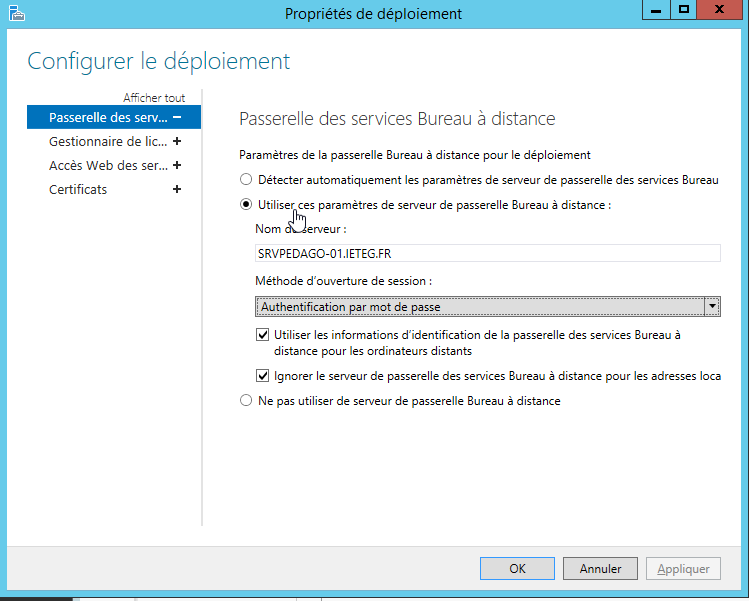 Propriétés de déploiement
Configurer le déploiement
Afficher tout
Passerelle des serv...
Gestionnaire de lic...
Accès Web des ser...
Certificats
Passerelle des services Bureau à distance
Paramètres de la passerelle Bureau à distance pour le déploiement
Détecter automatiquement les paramètres de serveur de passerelle des services Bureau
Utiliser ces paramètres de serveur de passerelle Bureau à distance :
Nom du serveur :
SRVPEDAGO-01.IETEG.FR
Méthode d'ouverture de session :
Authentification par mot de passe
Utiliser les informations d'identification de la passerelle des services Bureau à
distance pour les ordinateurs distants
Ignorer le serveur de passerelle des services Bureau à distance pour les adresses loca
Ne pas utiliser de serveur de passerelle Bureau à distance
OK
Annuler
Appliquer